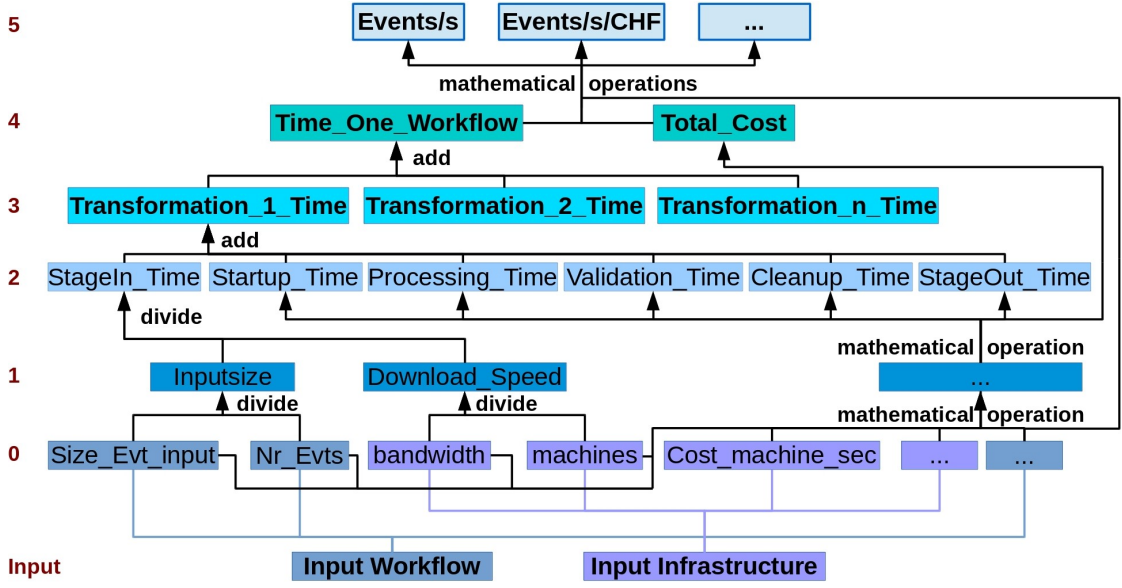 5 Events/s Events/s/CHF ...
mathematical operations
4 Time_One_Workflow Total_Cost
add
3 Transformation_1_Time Transformation_2_Time Transformation_n_Time
add
2 StageIn_Time Startup_Time Processing_Time Validation_Time Cleanup_Time StageOut_Time
divide
mathematical operation
1 Inputsize Download_Speed ...
divide divide mathematical operation
0 Size_Evt_input Nr_Evts bandwidth machines Cost_machine_sec ... ...
Input Input Workflow Input Infrastructure